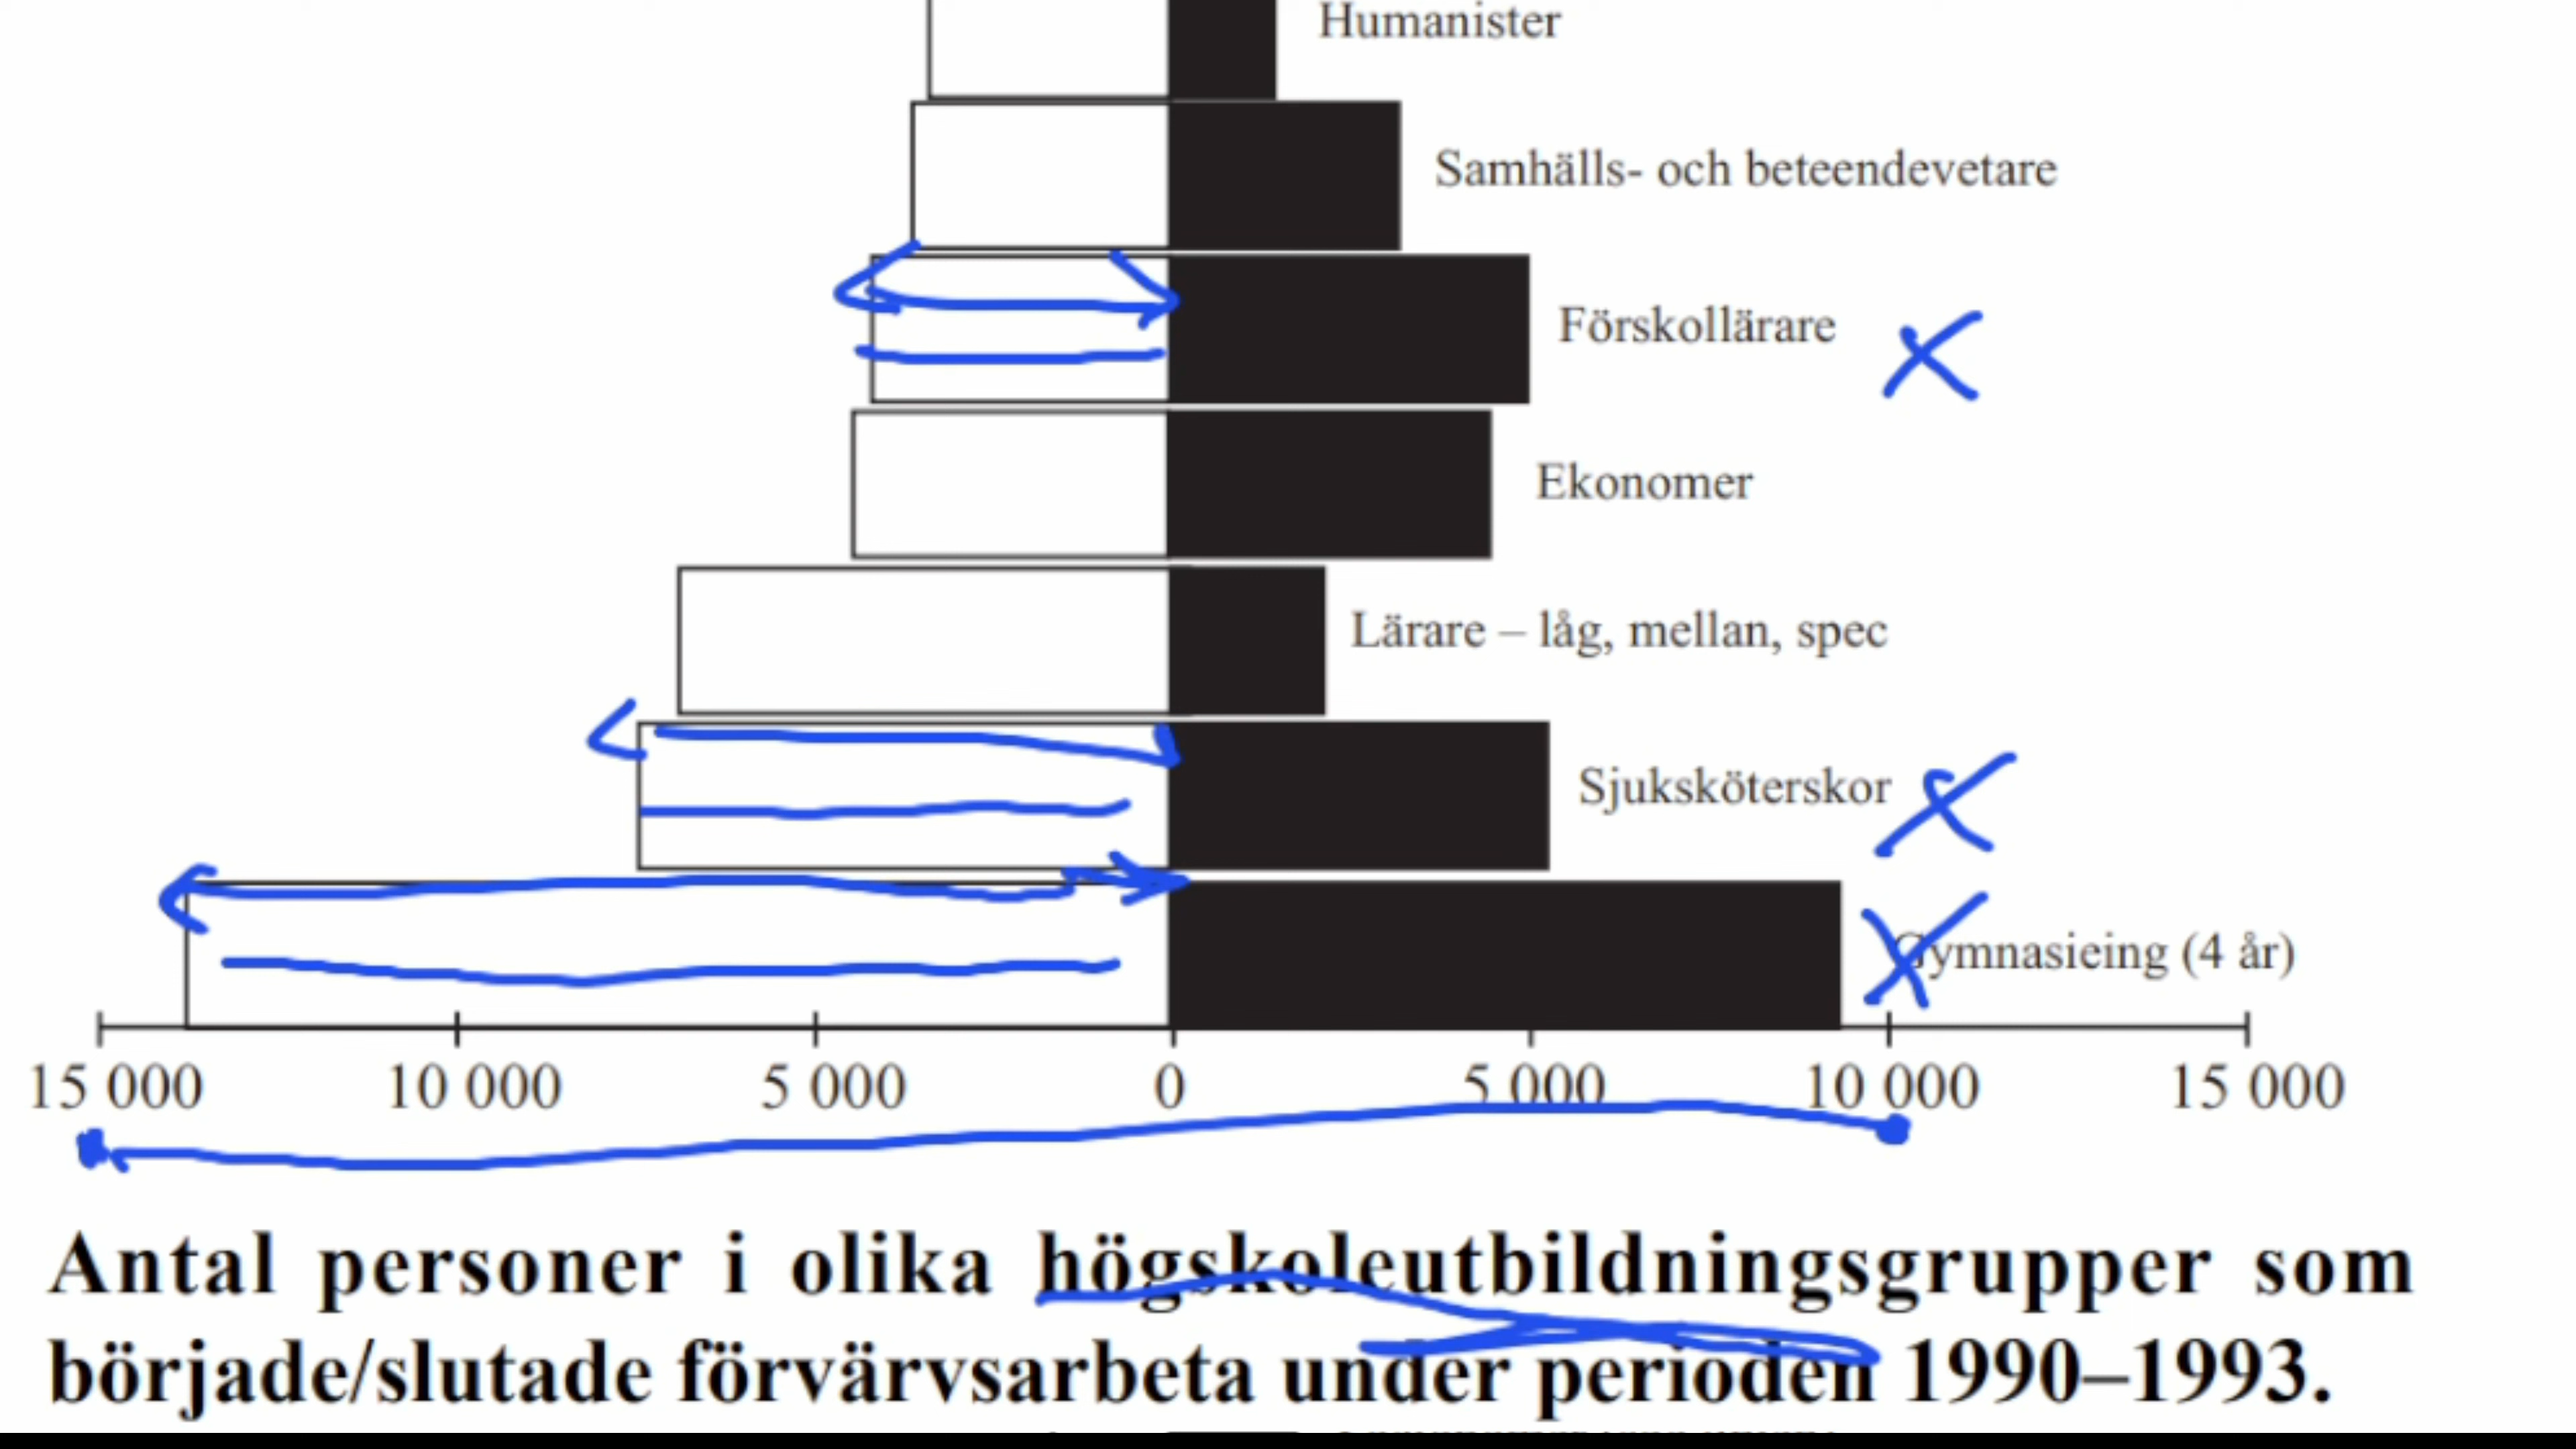 Humanister
Samhälls- och beteendevetare
Förskollärare
Ekonomer
Lärare – låg, mellan, spec
Sjuksköterskor
Gymnasieing (4 år)
15 000 10 000 5 000 0 5 000 10 000 15 000
Antal personer i olika högskoleutbildningsgrupper som
började/slutade förvärvsarbeta under perioden 1990–1993.